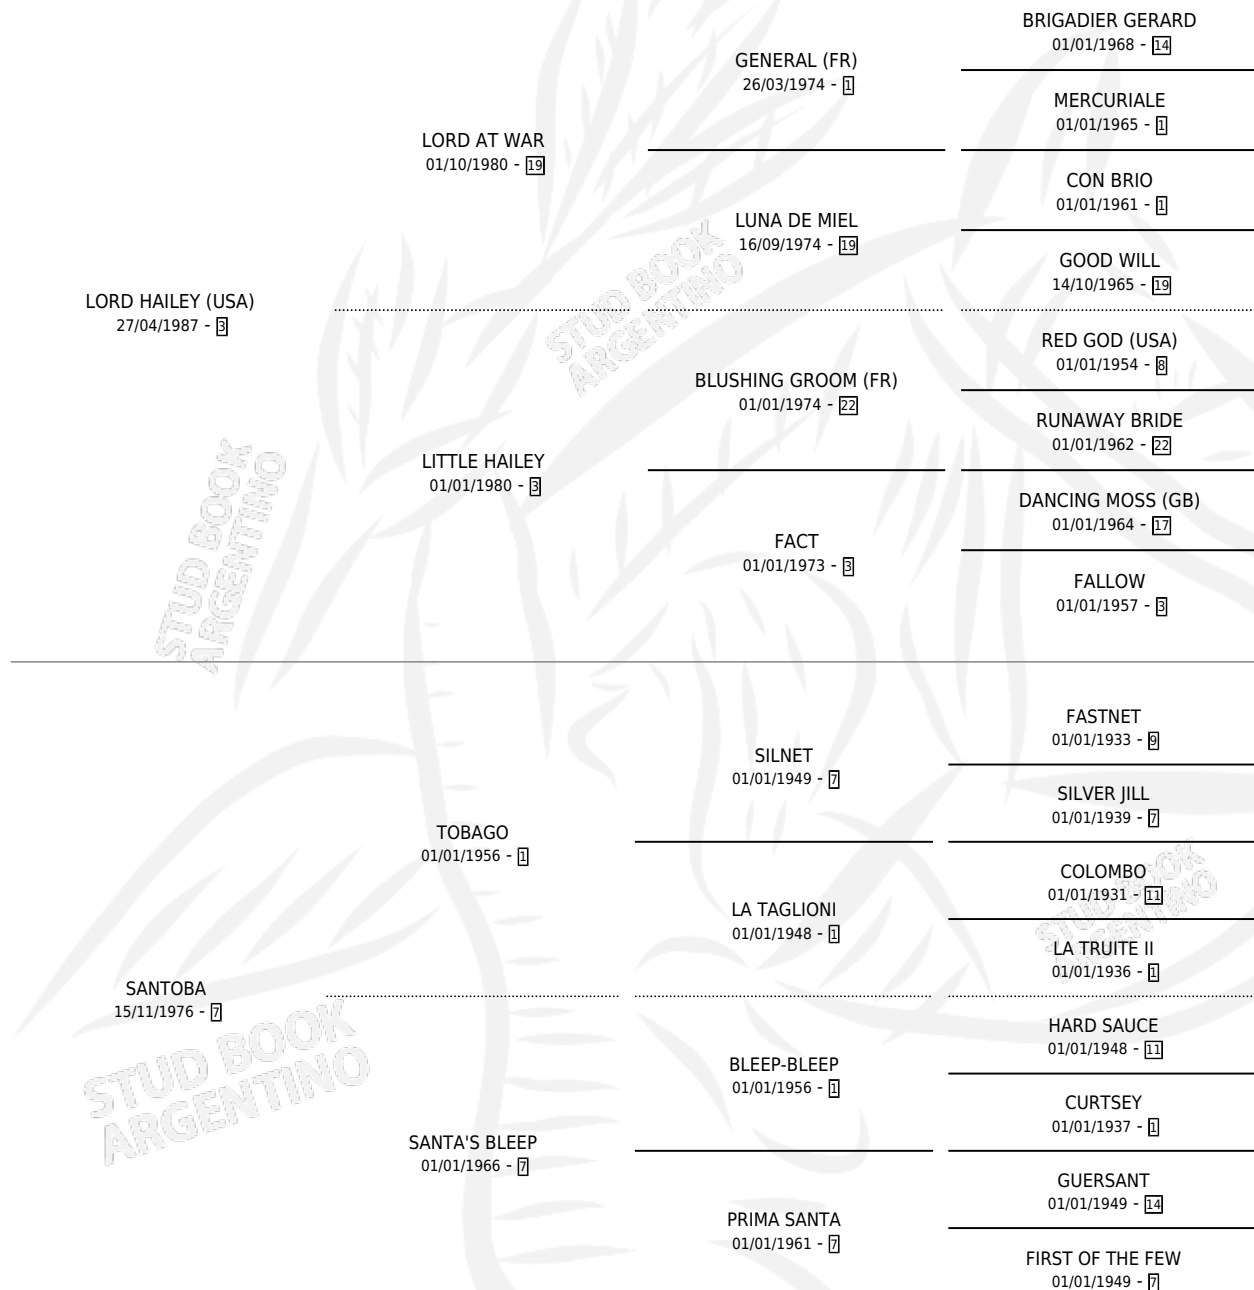 BRIGADIER GERARD
01/01/1968 - 14
GENERAL (FR)
26/03/1974 - 1
MERCURIALE
01/01/1965 - 1
LORD AT WAR
01/10/1980 - 19
CON BRIO
01/01/1961 - 1
LUNA DE MIEL
16/09/1974 - 19
GOOD WILL
14/10/1965 - 19
LORD HAILEY (USA)
27/04/1987 - 3
RED GOD (USA)
01/01/1954 - 8
BLUSHING GROOM (FR)
01/01/1974 - 22
RUNAWAY BRIDE
01/01/1962 - 22
LITTLE HAILEY
01/01/1980 - 3
DANCING MOSS (GB)
01/01/1964 - 17
FACT
01/01/1973 - 3
FALLOW
01/01/1957 - 3
FASTNET
01/01/1933 - 9
SILNET
01/01/1949 - 7
SILVER JILL
01/01/1939 - 7
TOBAGO
01/01/1956 - 1
COLOMBO
01/01/1931 - 11
LA TAGLIONI
01/01/1948 - 1
LA TRUITE II
01/01/1936 - 1
SANTOBA
15/11/1976 - 7
HARD SAUCE
01/01/1948 - 11
BLEEP-BLEEP
01/01/1956 - 1
CURTSEY
01/01/1937 - 1
SANTA'S BLEEP
01/01/1966 - 7
GUERSANT
01/01/1949 - 14
PRIMA SANTA
01/01/1961 - 7
FIRST OF THE FEW
01/01/1949 - 7
STUD BOOK
ARGENTINO
STUD BOOK
ARGENTINO
STUD BOOK
ARGENTINO
STUD BOOK
ARGENTINO